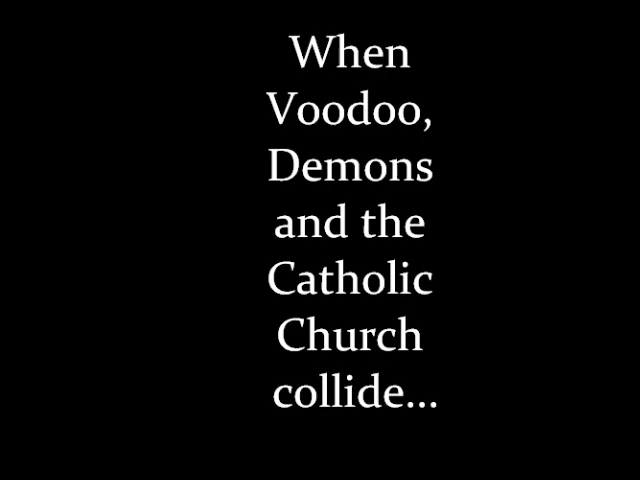 When
Voodoo,
Demons
and the
Catholic
Church
collide...